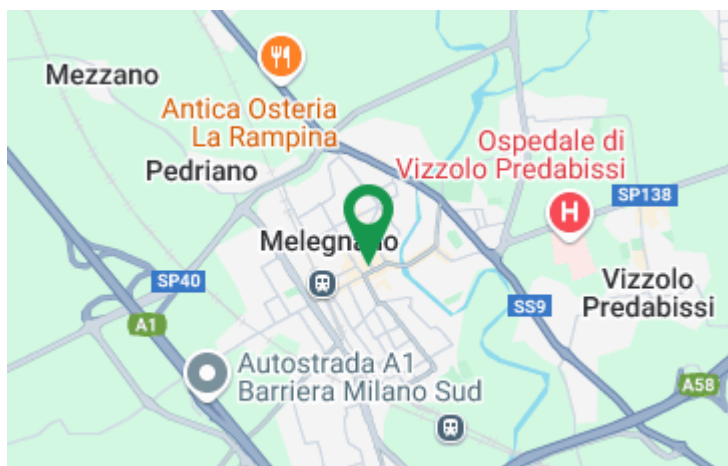 Mezzano
Antica Osteria
La Rampina
Pedriano
Ospedale di
Vizzolo Predabissi
SP138
H
Melegnano
SP40
Vizzolo
Predabissi
SS9
A1
Autostrada A1
Barriera Milano Sud
A58